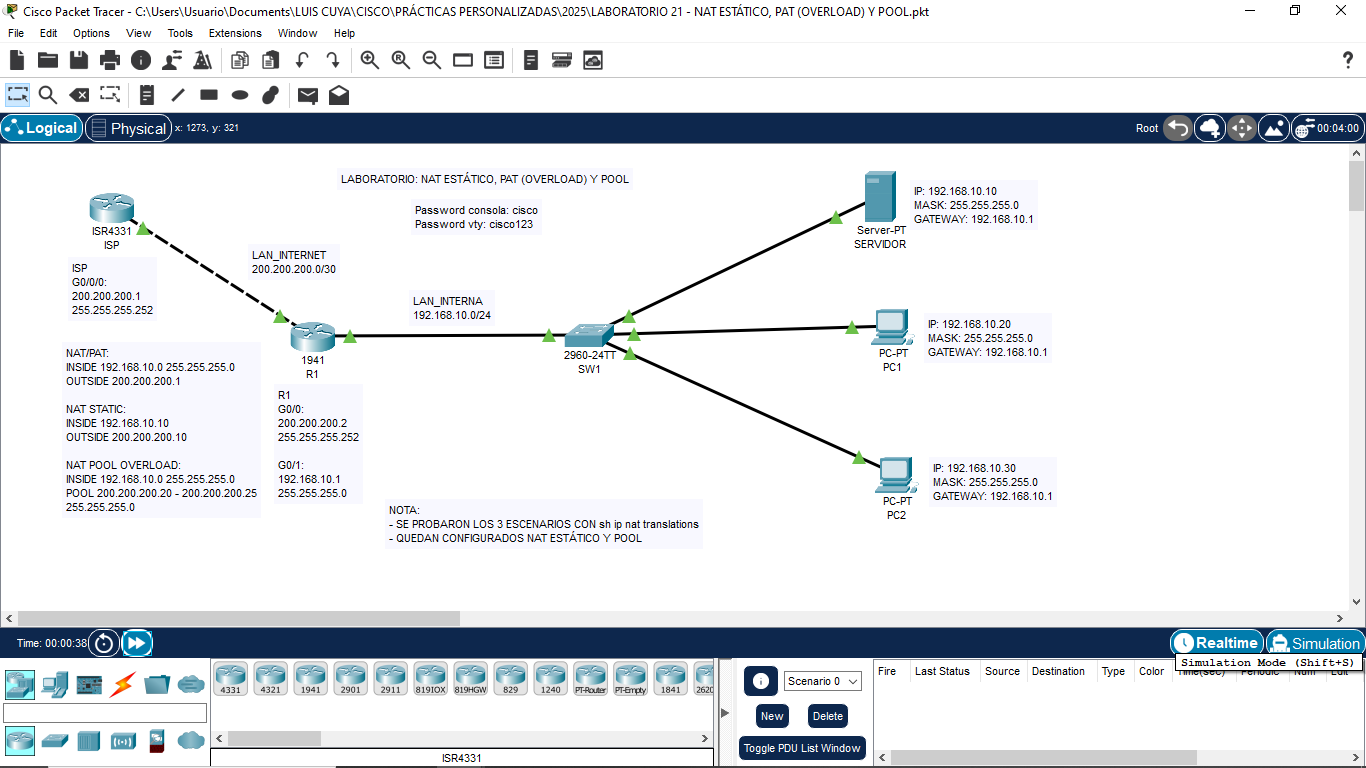 Cisco Packet Tracer - C:\Users\Usuario\Documents\LUIS CUYA\CISCO\PRÁCTICAS PERSONALIZADAS\2025\LABORATORIO 21 - NAT ESTÁTICO, PAT (OVERLOAD) Y POOL.pkt
File Edit Options View Tools Extensions Window Help
Logical Physical x: 1273, y: 321 Root 00:04:00
LABORATORIO: NAT ESTÁTICO, PAT (OVERLOAD) Y POOL
Password consola: cisco
Password vty: cisco123
ISR4331
ISP
ISP
G0/0/0:
200.200.200.1
255.255.255.252
LAN_INTERNET
200.200.200.0/30
LAN_INTERNA
192.168.10.0/24
1941
R1
2960-24TT
SW1
Server-PT
SERVIDOR
IP: 192.168.10.10
MASK: 255.255.255.0
GATEWAY: 192.168.10.1
PC-PT
PC1
IP: 192.168.10.20
MASK: 255.255.255.0
GATEWAY: 192.168.10.1
PC-PT
PC2
IP: 192.168.10.30
MASK: 255.255.255.0
GATEWAY: 192.168.10.1
NAT/PAT:
INSIDE 192.168.10.0 255.255.255.0
OUTSIDE 200.200.200.1
NAT STATIC:
INSIDE 192.168.10.10
OUTSIDE 200.200.200.10
NAT POOL OVERLOAD:
INSIDE 192.168.10.0 255.255.255.0
POOL 200.200.200.20 - 200.200.200.25
255.255.255.0
R1
G0/0:
200.200.200.2
255.255.255.252
G0/1:
192.168.10.1
255.255.255.0
NOTA:
- SE PROBARON LOS 3 ESCENARIOS CON sh ip nat translations
- QUEDAN CONFIGURADOS NAT ESTÁTICO Y POOL
Time: 00:00:38 Realtime Simulation
Simulation Mode (Shift+S)
4331 4321 1941 2901 2911 819IOX 819HGW 829 1240 PT-Router PT-Empty 1841 2620
ISR4331
Scenario 0
New Delete
Toggle PDU List Window
Fire Last Status Source Destination Type Color Time(sec) Periodic Num Edit